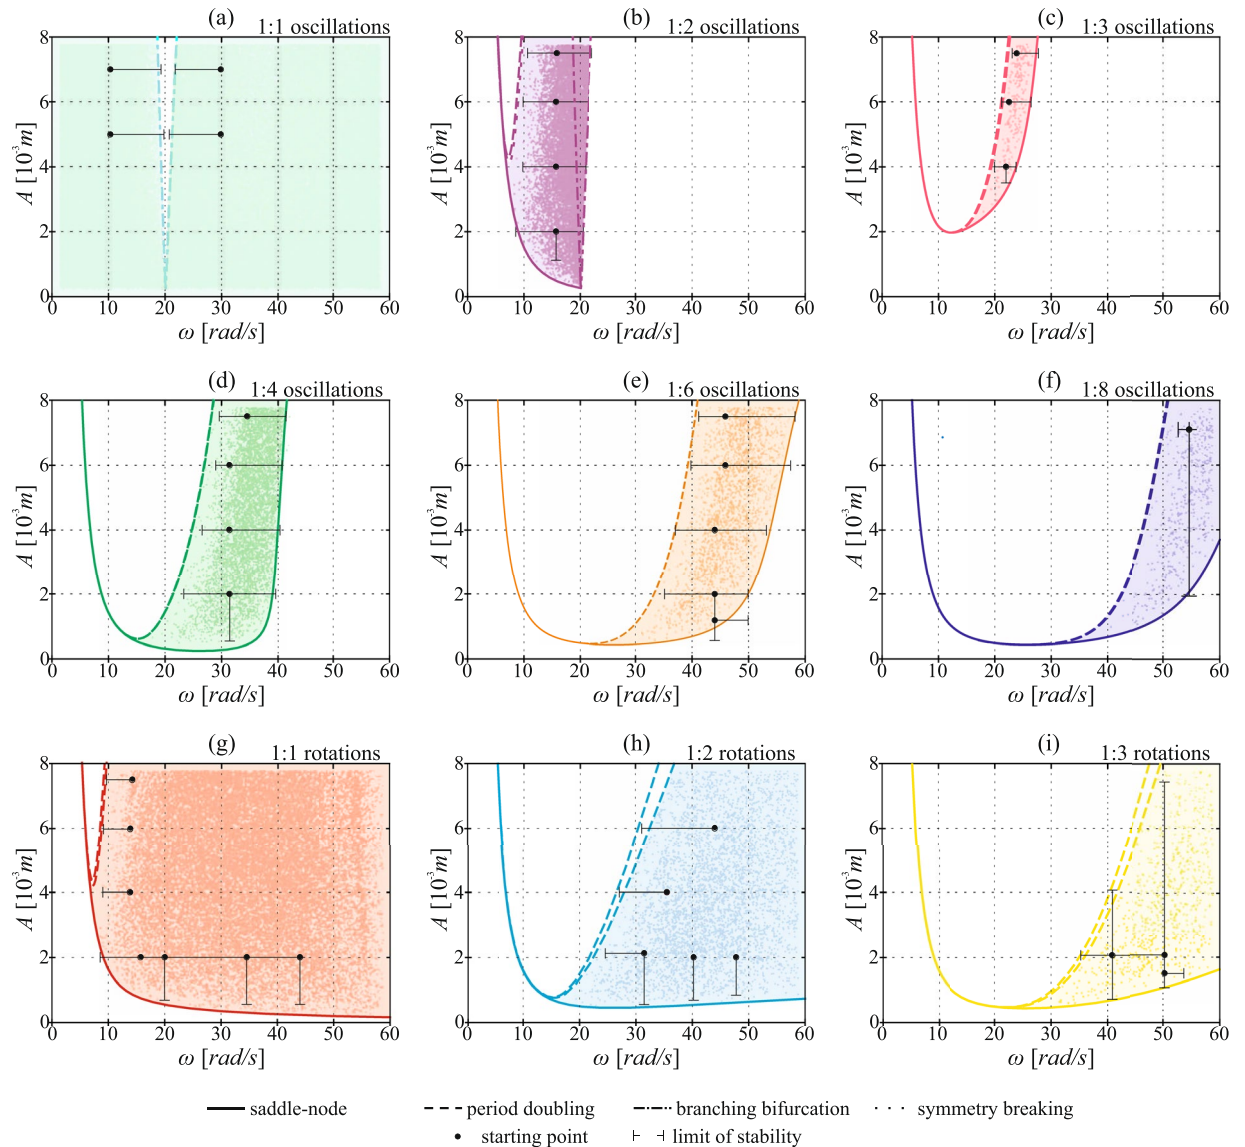 (a)
1:1 oscillations
8
6
4
2
0
A [10⁻³m]
0 10 20 30 40 50 60
ω [rad/s]
(b)
1:2 oscillations
8
6
4
2
0
A [10⁻³m]
0 10 20 30 40 50 60
ω [rad/s]
(c)
1:3 oscillations
8
6
4
2
0
A [10⁻³m]
0 10 20 30 40 50 60
ω [rad/s]
(d)
1:4 oscillations
8
6
4
2
0
A [10⁻³m]
0 10 20 30 40 50 60
ω [rad/s]
(e)
1:6 oscillations
8
6
4
2
0
A [10⁻³m]
0 10 20 30 40 50 60
ω [rad/s]
(f)
1:8 oscillations
8
6
4
2
0
A [10⁻³m]
0 10 20 30 40 50 60
ω [rad/s]
(g)
1:1 rotations
8
6
4
2
0
A [10⁻³m]
0 10 20 30 40 50 60
ω [rad/s]
(h)
1:2 rotations
8
6
4
2
0
A [10⁻³m]
0 10 20 30 40 50 60
ω [rad/s]
(i)
1:3 rotations
8
6
4
2
0
A [10⁻³m]
0 10 20 30 40 50 60
ω [rad/s]
saddle-node
period doubling
branching bifurcation
symmetry breaking
starting point
limit of stability